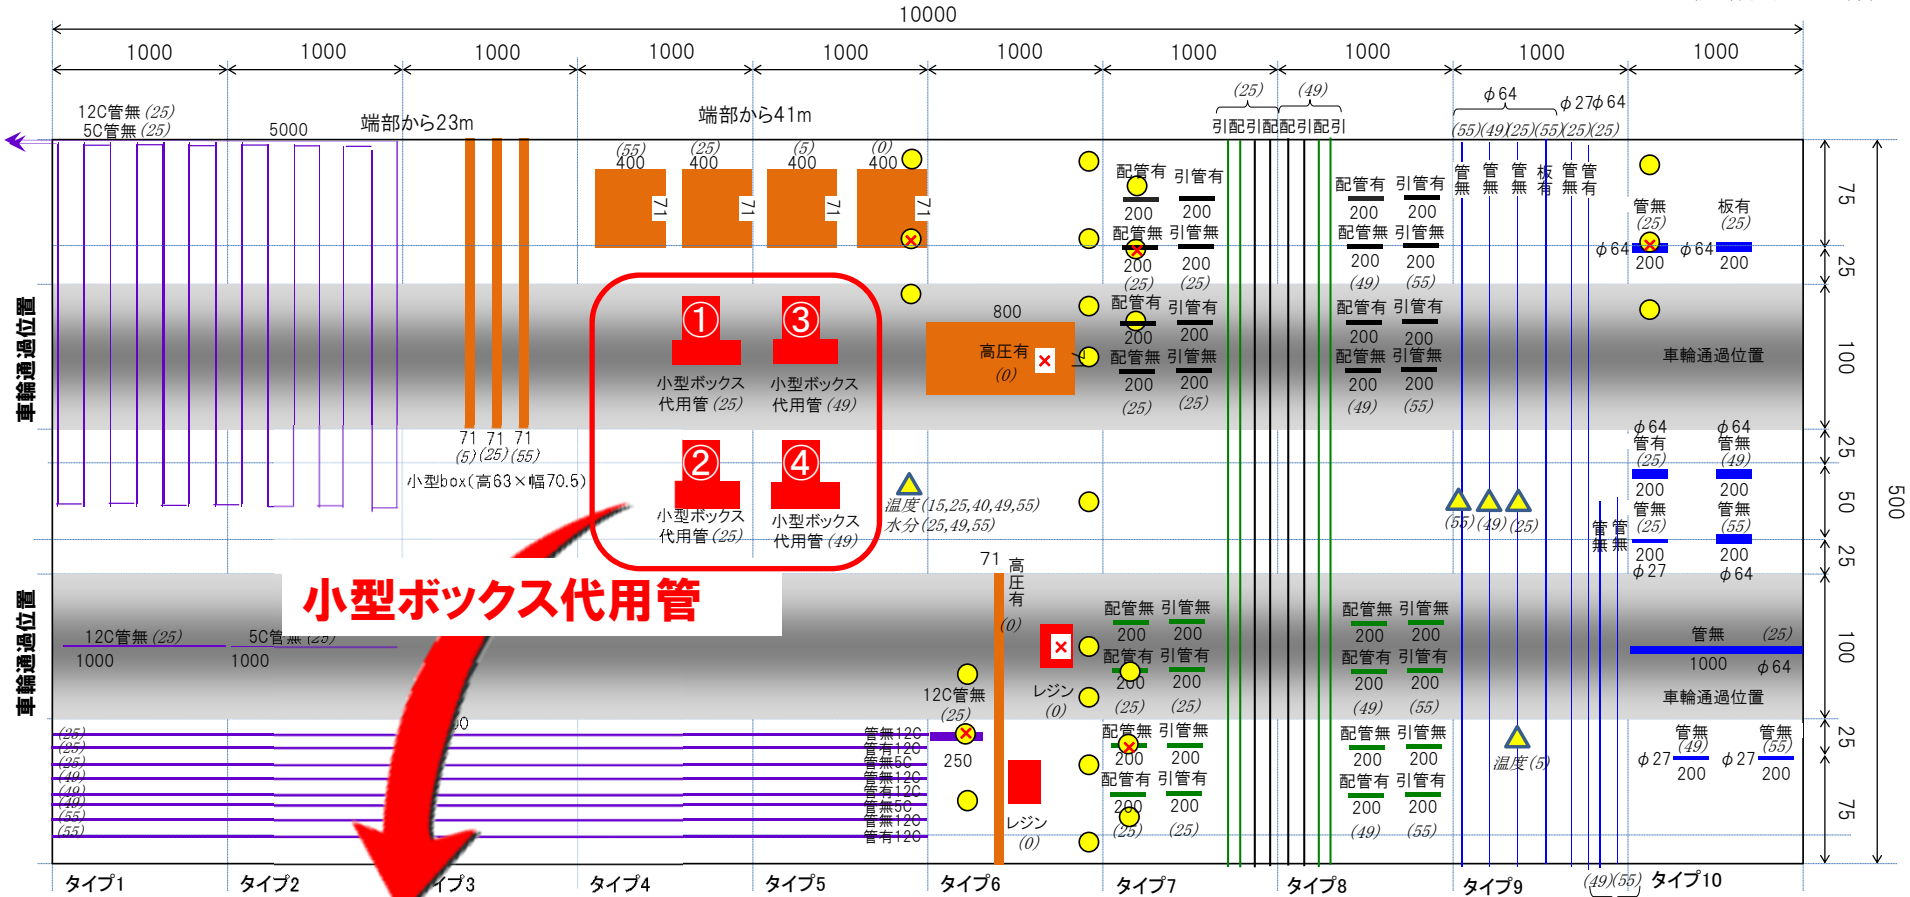 10000
1000 1000 1000 1000 1000 1000 1000 1000 1000 1000
12C管無(25)
5C管無(25)
5000
端部から23m
端部から41m
(25) (49)
引配引配配引配引
φ64 φ27φ64
(55)(49)(25)(55)(25)(25)
管無 管無 管無 板有 管無 管有
(55) (25) (5) (0)
400 400 400 400
71 71 71 71
配管有 引管有 配管有 引管有
200 200 200 200
配管無 引管無 配管無 引管無
200 200 200 200
(25) (25) (49) (55)
管無 板有
(25) (25)
φ64 φ64
200 200
75
25
100
25
50
25
100
25
75
500
車輪通過位置
① ③
小型ボックス 小型ボックス
代用管(25) 代用管(49)
② ④
小型ボックス 小型ボックス
代用管(25) 代用管(49)
800
高圧有
(0)
71
配管有 引管有 配管有 引管有
200 200 200 200
配管無 引管無 配管無 引管無
200 200 200 200
(25) (25) (49) (55)
車輪通過位置
71 71 71
(5) (25) (55)
小型box(高63×幅70.5)
温度(15,25,40,49,55)
水分(25,49,55)
(55) (49) (25)
管無 管無
φ64 φ64
管有 管無
(25) (49)
200 200
管無 管無
(25) (55)
200 200
φ27 φ64
小型ボックス代用管
車輪通過位置
12C管無(25) 5C管無(25)
1000 1000
71
高圧有
(0)
レジン
(0)
12C管無
(25)
250
レジン
(0)
配管無 引管無 配管無 引管無
200 200 200 200
配管有 引管有 配管有 引管有
200 200 200 200
(25) (25) (49) (55)
管無 (25)
1000 φ64
車輪通過位置
配管無 引管無 配管無 引管無
200 200 200 200
配管有 引管有 配管有 引管有
200 200 200 200
(25) (25) (49) (55)
温度(5)
管無 管無
(49) (55)
φ27 φ27
200 200
(25) 管無12C
(25) 管有12C
(25) 管無5C
(49) 管無12C
(49) 管有12C
(49) 管無5C
(55) 管無12C
(55) 管有12C
タイプ1 タイプ2 タイプ4 タイプ5 タイプ6 タイプ7 タイプ8 タイプ9 (49)(55) タイプ10